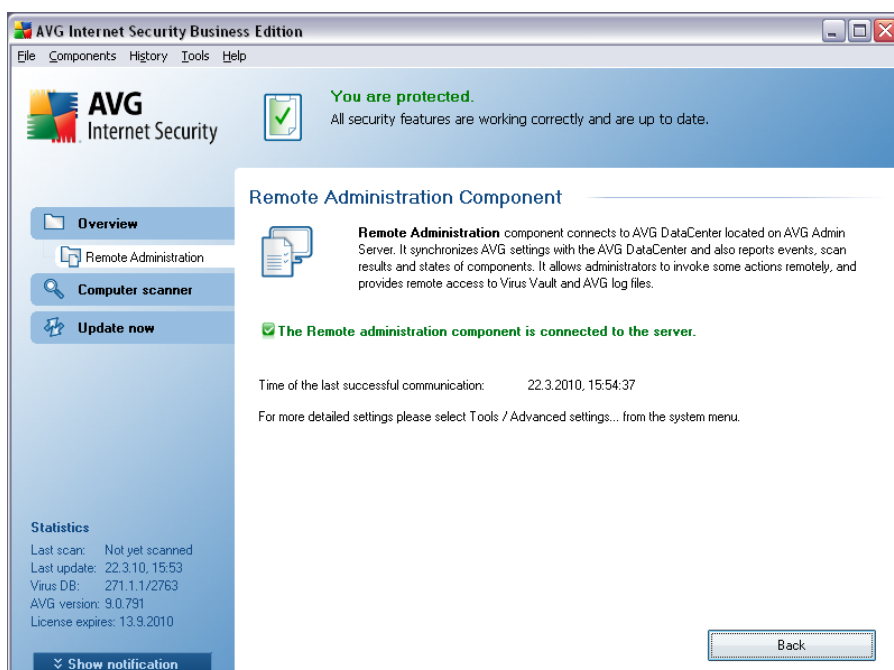 AVG Internet Security Business Edition
File Components History Tools Help
AVG
Internet Security
You are protected.
All security features are working correctly and are up to date.
Overview
Remote Administration
Computer scanner
Update now
Remote Administration Component
Remote Administration component connects to AVG DataCenter located on AVG Admin
Server. It synchronizes AVG settings with the AVG DataCenter and also reports events, scan
results and states of components. It allows administrators to invoke some actions remotely, and
provides remote access to Virus Vault and AVG log files.
The Remote administration component is connected to the server.
Time of the last successful communication: 22.3.2010, 15:54:37
For more detailed settings please select Tools / Advanced settings... from the system menu.
Statistics
Last scan: Not yet scanned
Last update: 22.3.10, 15:53
Virus DB: 271.1.1/2763
AVG version: 9.0.791
License expires: 13.9.2010
Show notification
Back